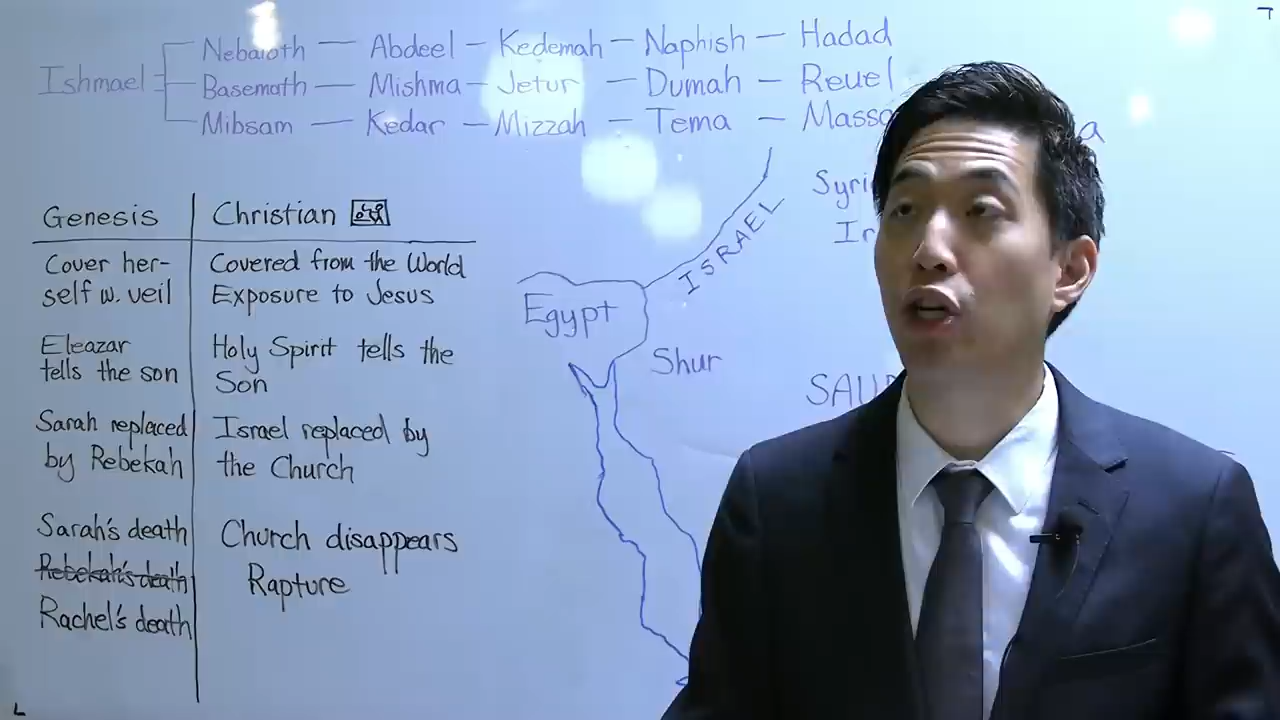 Ishmael
Nebaioth — Abdeel — Kedemah — Naphish — Hadad
Basemath — Mishma — Jetur — Dumah — Reuel
Mibsam — Kedar — Mizzah — Tema —
Genesis
Christian
Cover her-
self w. veil
Covered from the World
Exposure to Jesus
Eleazar
tells the son
Holy Spirit tells the
Son
Sarah replaced
by Rebekah
Israel replaced by
the Church
Sarah's death
Rebekah's death
Rachel's death
Church disappears
Rapture
Egypt
ISRAEL
Shur